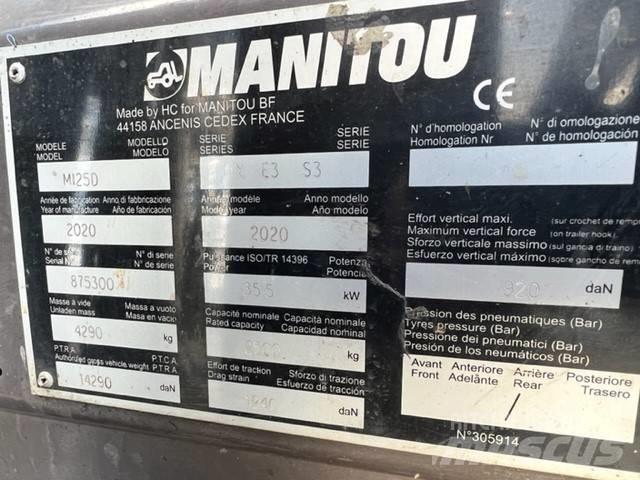 MANITOU
Made by HC for MANITOU BF
44158 ANCENIS CEDEX FRANCE
CE
MODELE MODELLO
MODEL MODELO
MI25D
SERIE SERIE
SERIES SERIE
E3 S3
N° d'homologation N° di omologazione
Homologation Nr N° de homologación
Année de fabrication Anno di fabbricazione
Year of manufacture Año de fabricación
2020
Année modèle Anno modello
Model year Año modelo
2020
Effort vertical maxi. (sur crochet de
Maximum vertical force (on trailer hook)
Sforzo verticale massimo (sul gancio di traino)
Esfuerzo vertical máximo
920 daN
N° de N° di serie
Serial N° de serie
875300
Puissance ISO/TR 14396 Potenza
Power Potencia
35.5 kW
Masse à vide Massa a vuoto
Unladen mass Masa en vacio
4290 kg
Capacité nominale Capacità nominale
Rated capacity Capacidad nominal
kg
Pression des pneumatiques (Bar)
Tyres pressure (Bar)
Pressione dei pneumatici (Bar)
Presión de los neumáticos (Bar)
P.T.R.A P.T.C.A.
Authorized gross vehicle weight P.T.R.A
14290 daN
Effort de traction Sforzo di trazione
Drag strain Esfuerzo de tracción
daN
Avant Anteriore Arrière Posteriore
Front Adelante Rear Trasero
/
N°305914
mascus